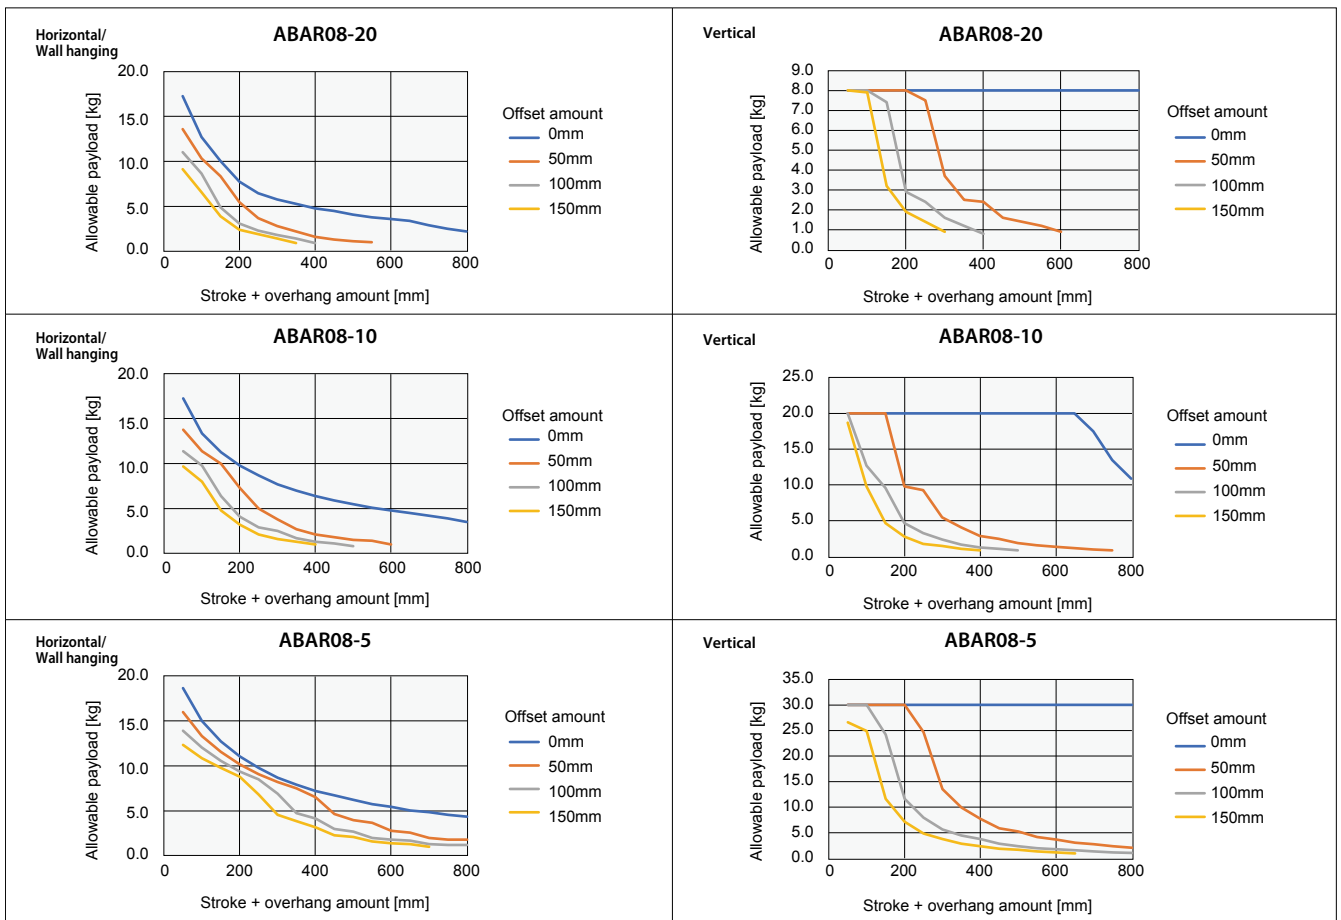 Horizontal/
Wall hanging
ABAR08-20
Allowable payload [kg]
20.0
15.0
10.0
5.0
0.0
0 200 400 600 800
Stroke + overhang amount [mm]
Offset amount
0mm
50mm
100mm
150mm
Vertical
ABAR08-20
Allowable payload [kg]
9.0
8.0
7.0
6.0
5.0
4.0
3.0
2.0
1.0
0.0
0 200 400 600 800
Stroke + overhang amount [mm]
Offset amount
0mm
50mm
100mm
150mm
Horizontal/
Wall hanging
ABAR08-10
Allowable payload [kg]
20.0
15.0
10.0
5.0
0.0
0 200 400 600 800
Stroke + overhang amount [mm]
Offset amount
0mm
50mm
100mm
150mm
Vertical
ABAR08-10
Allowable payload [kg]
25.0
20.0
15.0
10.0
5.0
0.0
0 200 400 600 800
Stroke + overhang amount [mm]
Offset amount
0mm
50mm
100mm
150mm
Horizontal/
Wall hanging
ABAR08-5
Allowable payload [kg]
20.0
15.0
10.0
5.0
0.0
0 200 400 600 800
Stroke + overhang amount [mm]
Offset amount
0mm
50mm
100mm
150mm
Vertical
ABAR08-5
Allowable payload [kg]
35.0
30.0
25.0
20.0
15.0
10.0
5.0
0.0
0 200 400 600 800
Stroke + overhang amount [mm]
Offset amount
0mm
50mm
100mm
150mm